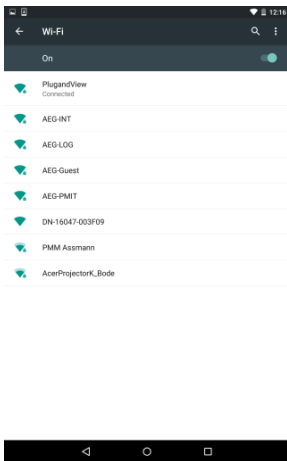 12:16
Wi-Fi
On
PlugandView
Connected
AEG-INT
AEG-LOG
AEG-Guest
AEG-PMIT
DN-16047-003F09
PMM Assmann
AcerProjectorK_Bode